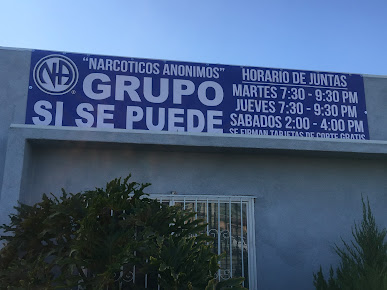 NA
"NARCOTICOS ANONIMOS"
GRUPO
SI SE PUEDE
HORARIO DE JUNTAS
MARTES 7:30 - 9:30 PM
JUEVES 7:30 - 9:30 PM
SABADOS 2:00 - 4:00 PM
SE FIRMAN TARJETAS DE CORTE GRATIS